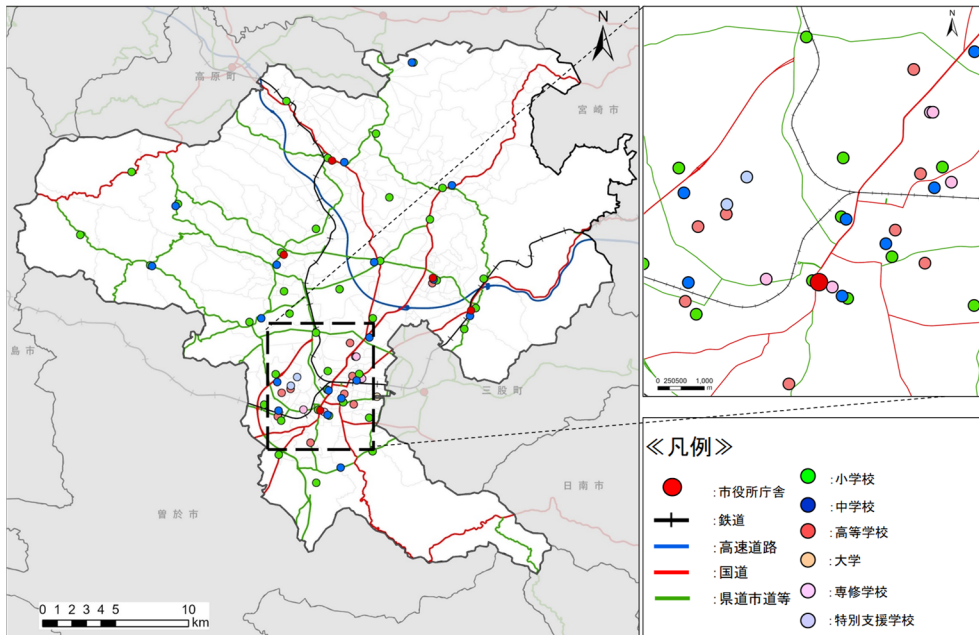 N
高原町
宮崎市
島市
三股町
日南市
曽於市
0 1 2 3 4 5 10
km
N
0 250500 1,000
m
≪凡例≫
:市役所庁舎
:鉄道
:高速道路
:国道
:県道市道等
:小学校
:中学校
:高等学校
:大学
:専修学校
:特別支援学校